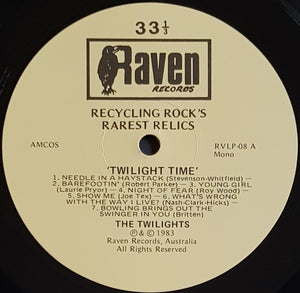 33 1/3
Raven
RECORDS
RECYCLING ROCK'S
RAREST RELICS
AMCOS
RVLP-08 A
Mono
'TWILIGHT TIME'
1. NEEDLE IN A HAYSTACK (Stevenson-Whitfield) -
2. BAREFOOTIN' (Robert Parker) - 3. YOUNG GIRL
(Laurie Pryor) - 4. NIGHT OF FEAR (Roy Wood) -
5. SHOW ME (Joe Tex) - 6. WHAT'S WRONG
WITH THE WAY I LIVE? (Nash-Clark-Hicks)
7. BOWLING BRINGS OUT THE
SWINGER IN YOU (Britten)
THE TWILIGHTS
℗ & © 1983
Raven Records, Australia
All Rights Reserved